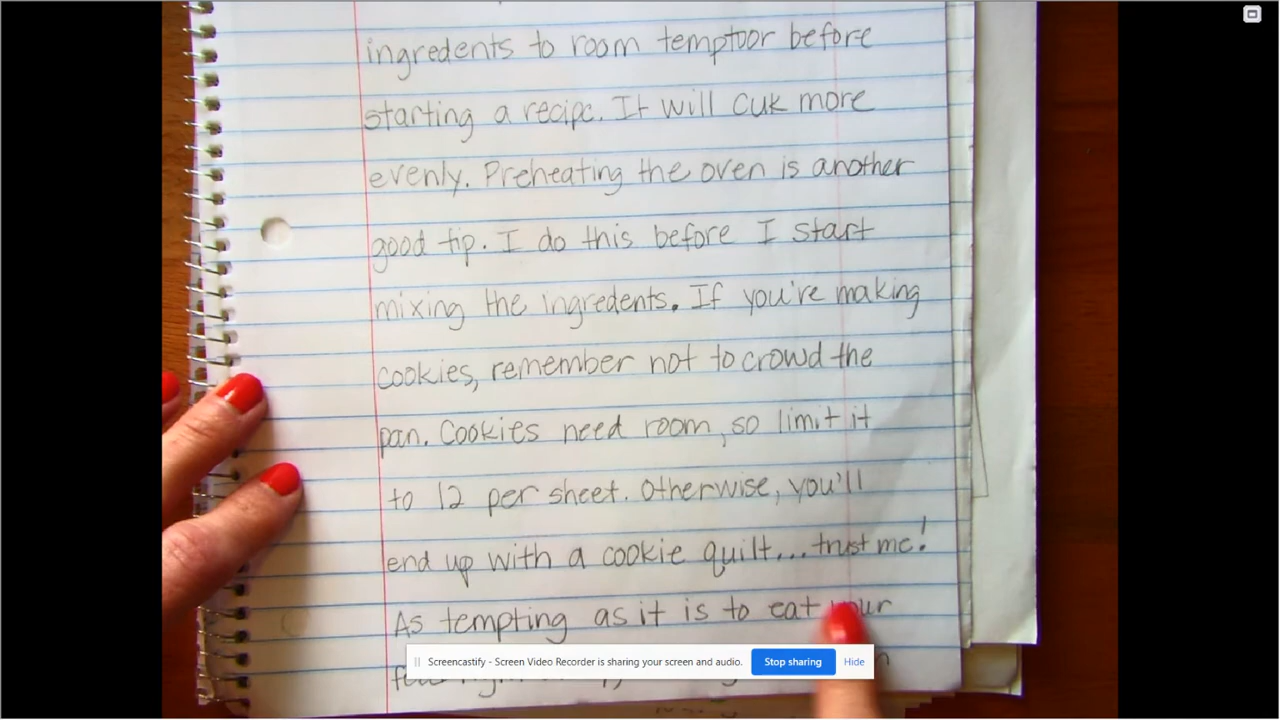 ingredents to room temptoor before
starting a recipe. It will cuk more
evenly. Preheating the oven is another
good tip. I do this before I start
mixing the ingredents. If you're making
cookies, remember not to crowd the
pan. Cookies need room, so limit it
to 12 per sheet. Otherwise, you'll
end up with a cookie quilt...trust me!
As tempting as it is to eat your
Screencastify - Screen Video Recorder is sharing your screen and audio. Stop sharing Hide